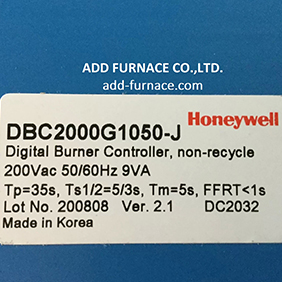 ADD FURNACE CO.,LTD.
add-furnace.com
Honeywell
DBC2000G1050-J
Digital Burner Controller, non-recycle
200Vac 50/60Hz 9VA
Tp=35s, Ts1/2=5/3s, Tm=5s, FFRT<1s
Lot No. 200808 Ver. 2.1 DC2032
Made in Korea